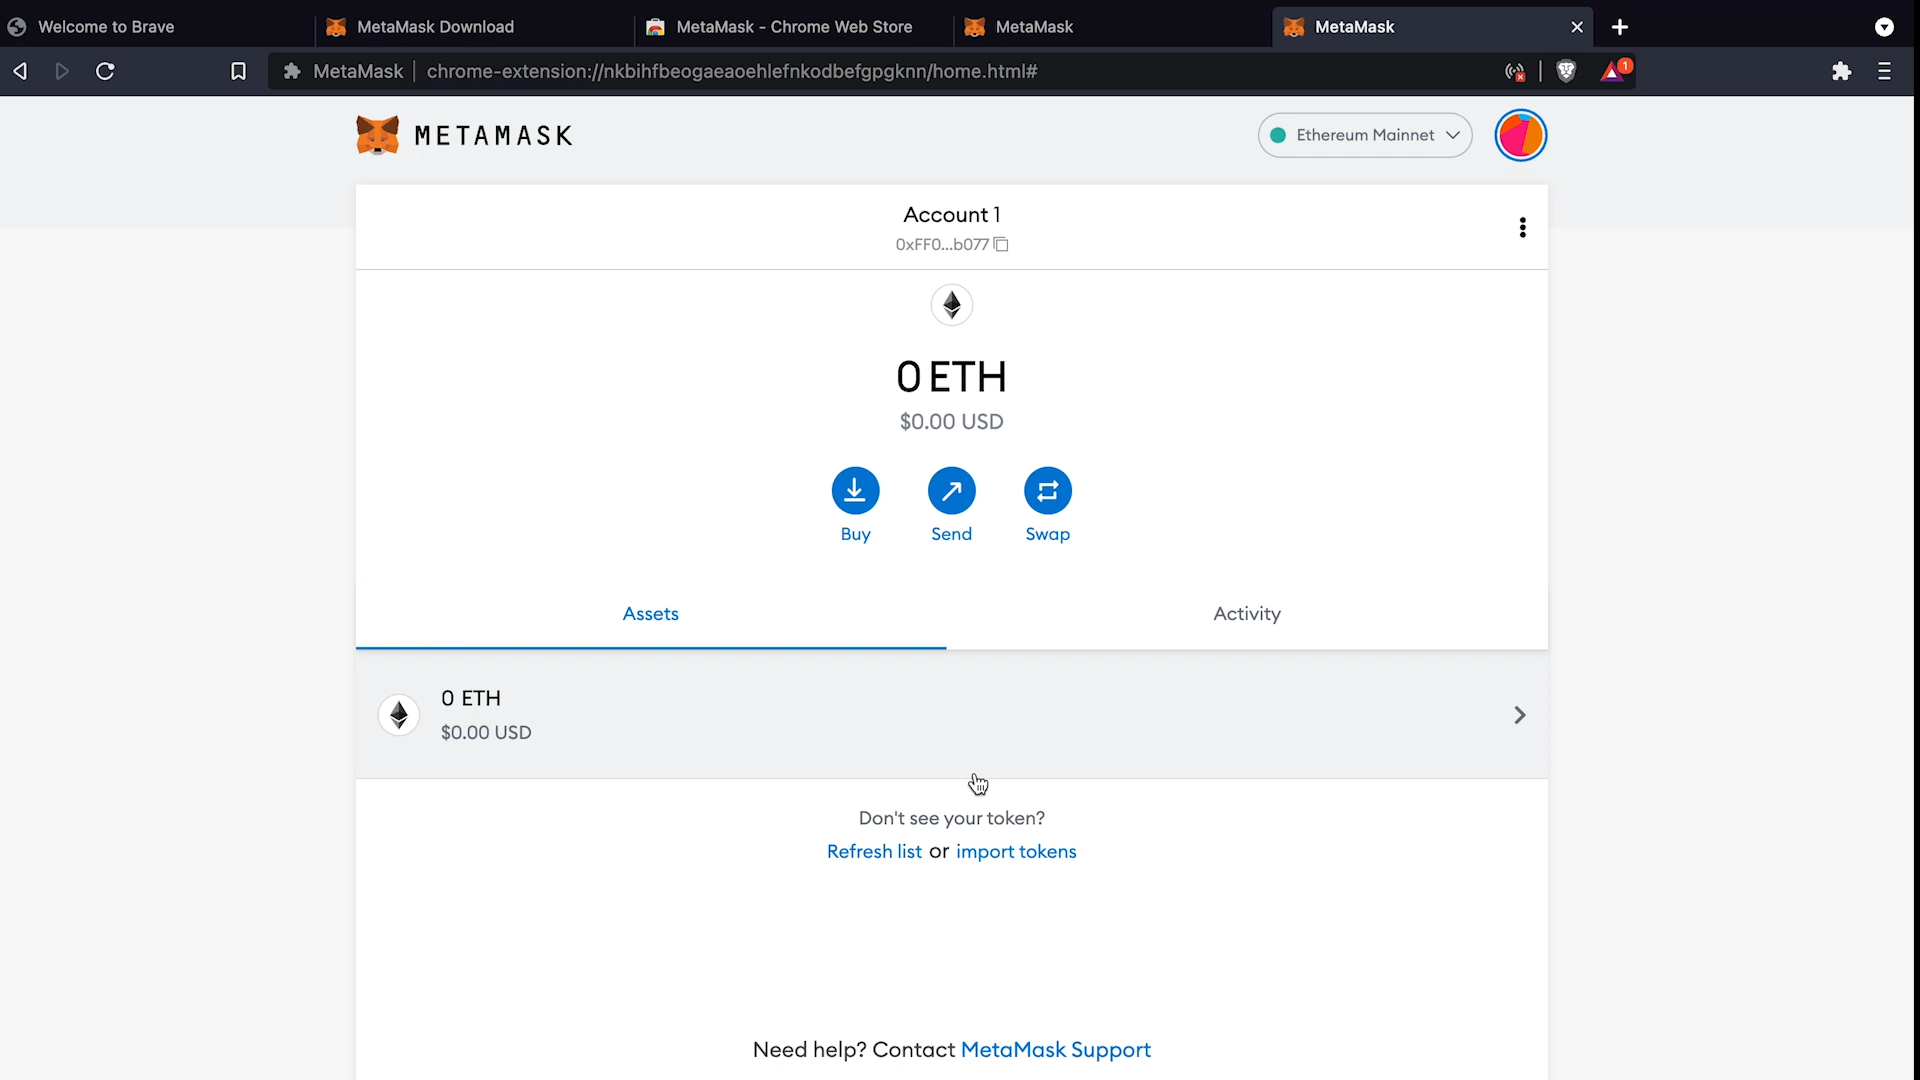 Welcome to Brave
MetaMask Download
MetaMask - Chrome Web Store
MetaMask
MetaMask
MetaMask
chrome-extension://nkbihfbeogaeaoehlefnkodbefgpgknn/home.html#
1
METAMASK
Ethereum Mainnet
Account 1
0xFF0...b077
0 ETH
$0.00 USD
Buy
Send
Swap
Assets
Activity
0 ETH
$0.00 USD
Don't see your token?
Refresh list or import tokens
Need help? Contact MetaMask Support